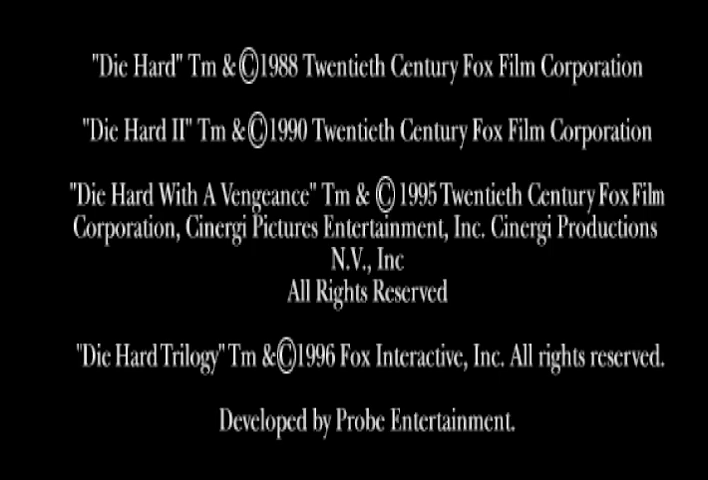 "Die Hard" Tm & ©1988 Twentieth Century Fox Film Corporation
"Die Hard II" Tm &©1990 Twentieth Century Fox Film Corporation
"Die Hard With A Vengeance" Tm & © 1995 Twentieth Century Fox Film
Corporation, Cinergi Pictures Entertainment, Inc. Cinergi Productions
N.V., Inc
All Rights Reserved
"Die Hard Trilogy" Tm &©1996 Fox Interactive, Inc. All rights reserved.
Developed by Probe Entertainment.